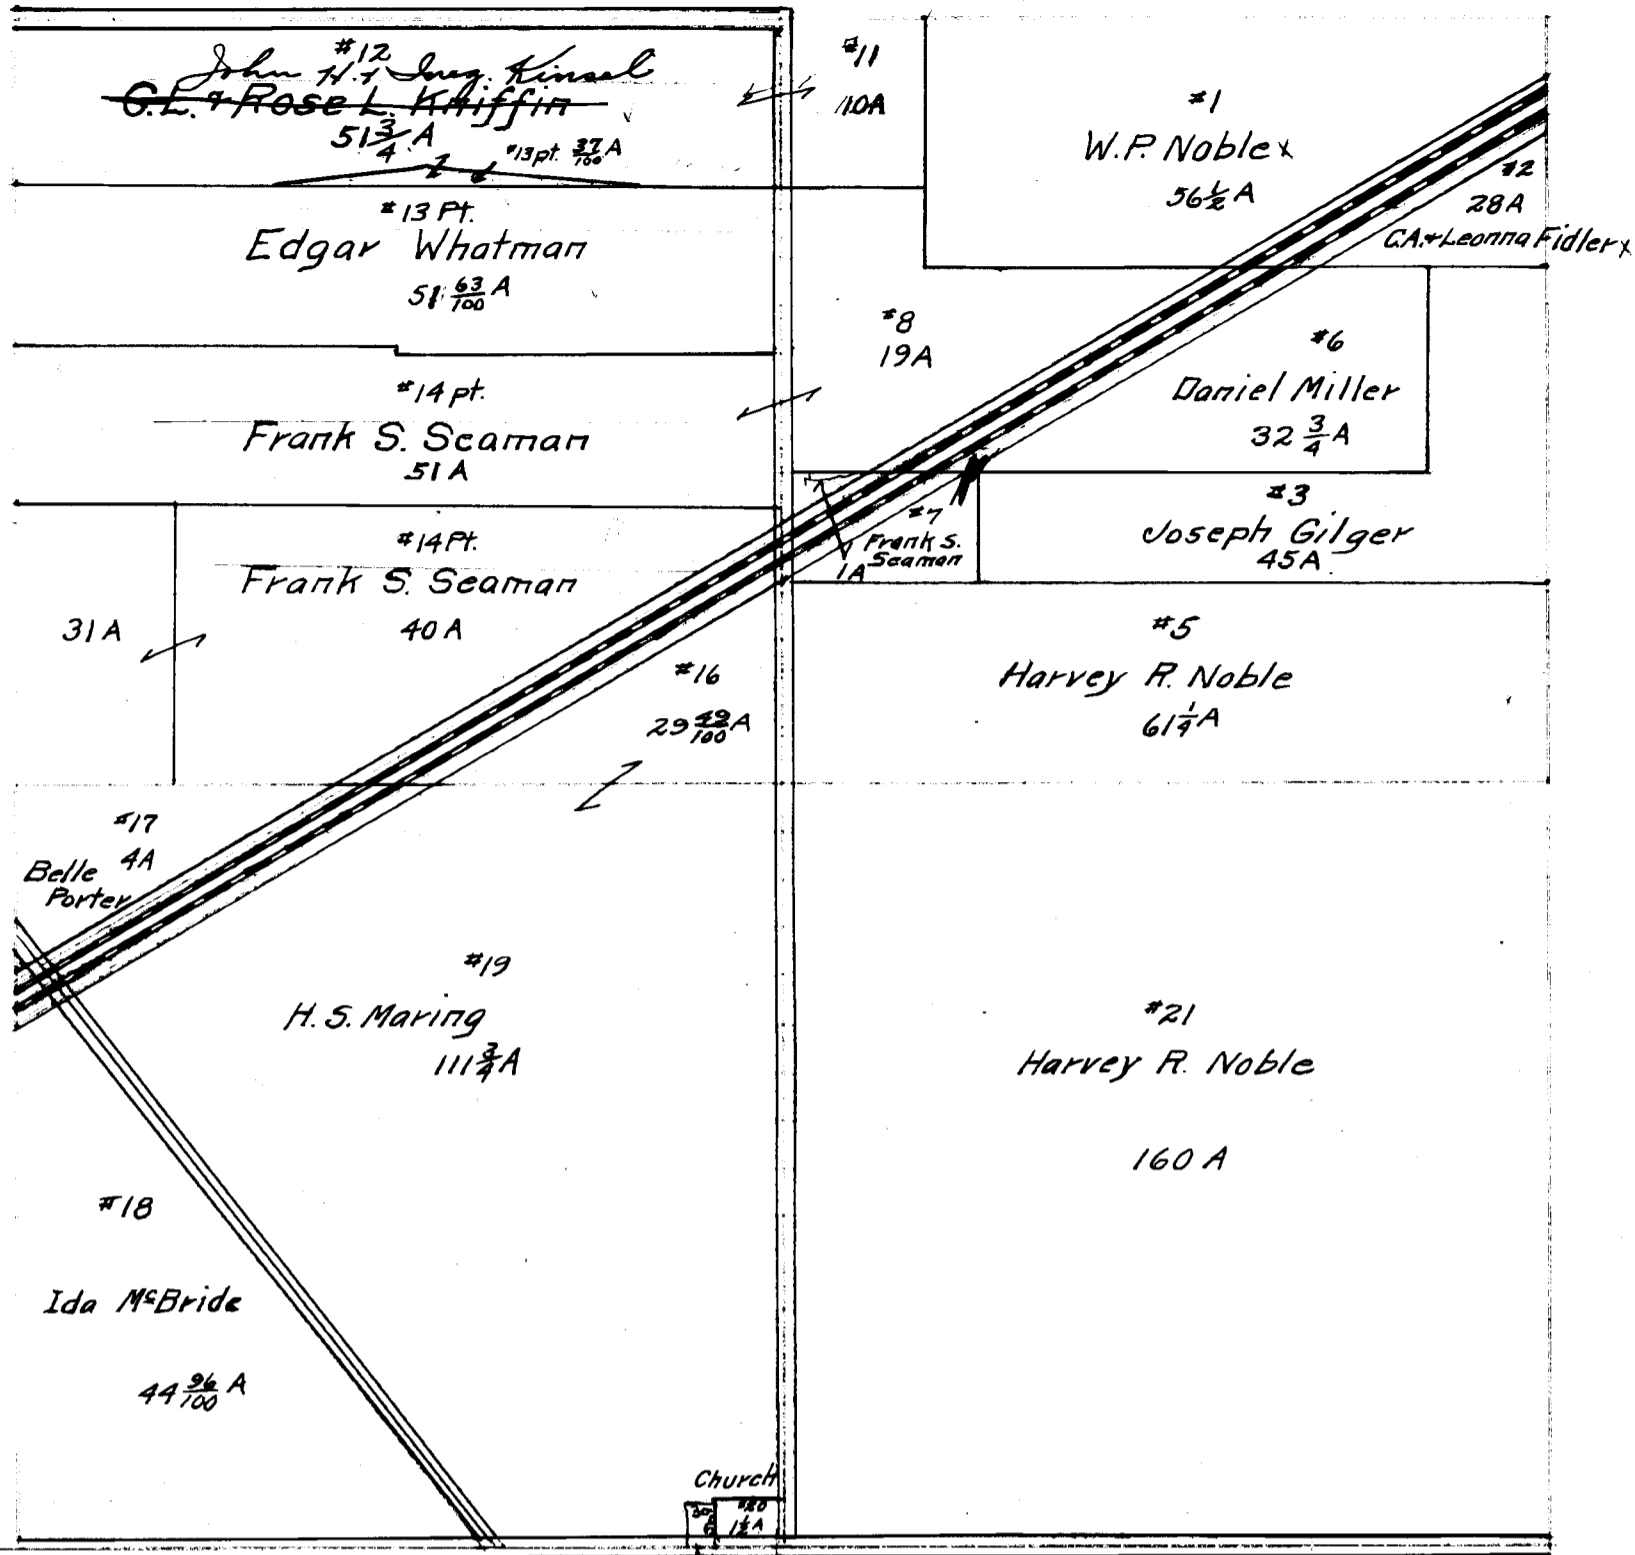 #12
John H. & Inez. Kinsel
C.L. & Rose L. Kniffin
51 3/4 A
#13 pt. 37/100 A
#11
10A
#1
W.P. Noble x
56 1/2 A
#2
28A
C.A. & Leonna Fidler x
#13 Pt.
Edgar Whatman
51 63/100 A
#8
19A
#6
Daniel Miller
32 3/4 A
#14 pt.
Frank S. Seaman
51 A
#3
Joseph Gilger
45A
#7
Frank S.
Seaman
1A
#14 Pt.
Frank S. Seaman
40 A
31A
#16
29 49/100 A
#5
Harvey R. Noble
61 1/4 A
#17
4A
Belle
Porter
#19
H. S. Maring
111 3/4 A
#21
Harvey R. Noble
160 A
#18
Ida McBride
44 96/100 A
Church
#20
1 1/2 A